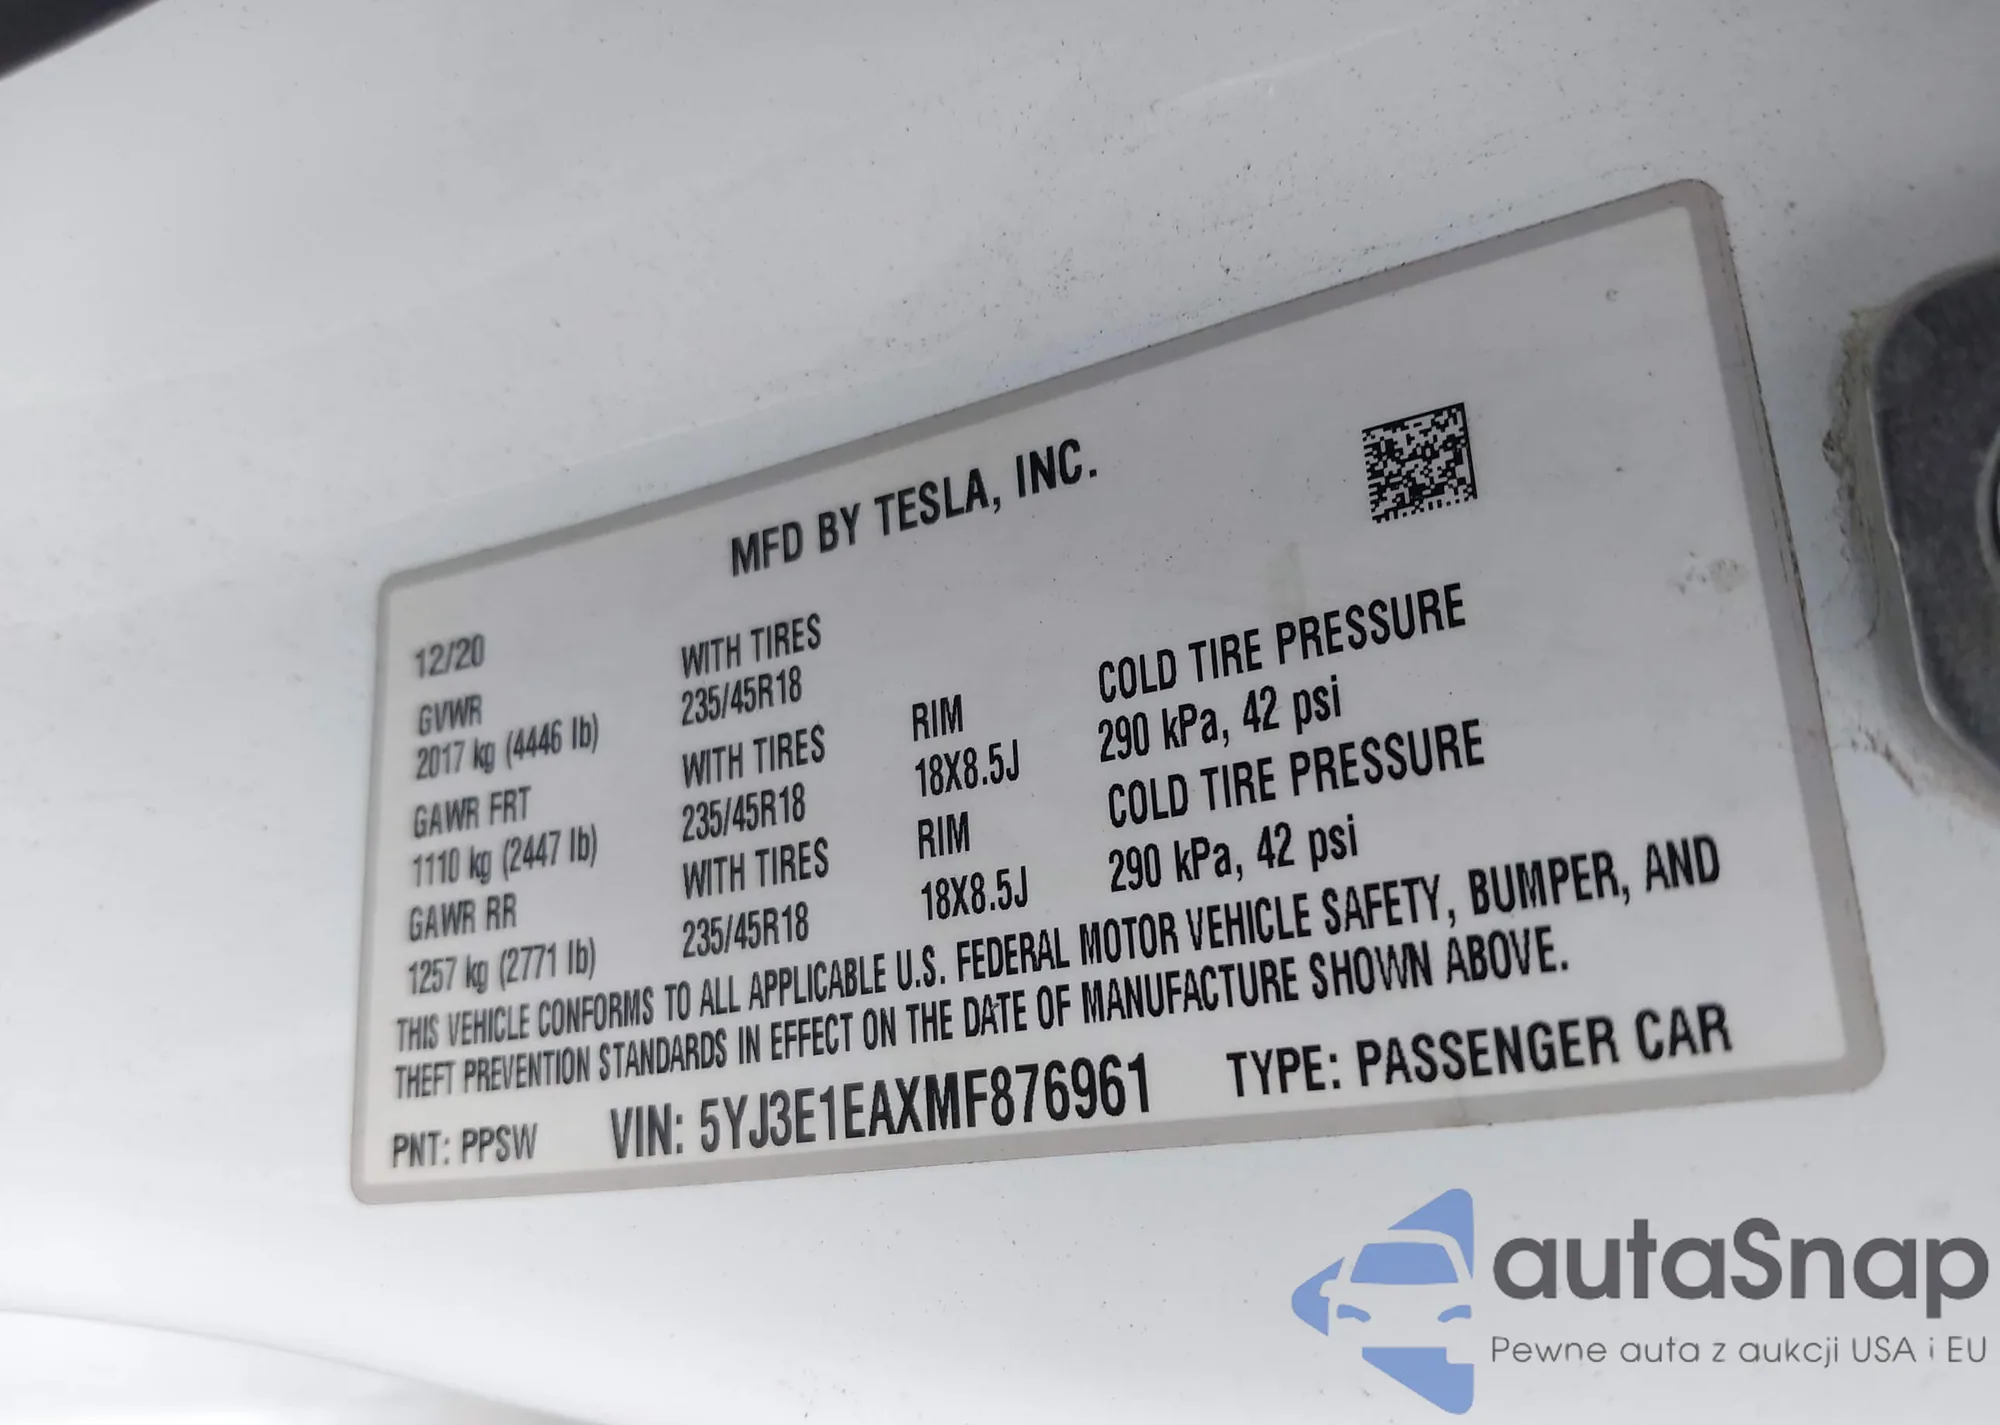 MFD BY TESLA, INC.
12/20 WITH TIRES
GVWR 235/45R18 RIM COLD TIRE PRESSURE
2017 kg (4446 lb) WITH TIRES 18X8.5J 290 kPa, 42 psi
GAWR FRT 235/45R18 RIM COLD TIRE PRESSURE
1110 kg (2447 lb) WITH TIRES 18X8.5J 290 kPa, 42 psi
GAWR RR 235/45R18
1257 kg (2771 lb)
THIS VEHICLE CONFORMS TO ALL APPLICABLE U.S. FEDERAL MOTOR VEHICLE SAFETY, BUMPER, AND
THEFT PREVENTION STANDARDS IN EFFECT ON THE DATE OF MANUFACTURE SHOWN ABOVE.
PNT: PPSW VIN: 5YJ3E1EAXMF876961 TYPE: PASSENGER CAR
autaSnap
Pewne auta z aukcji USA i EU